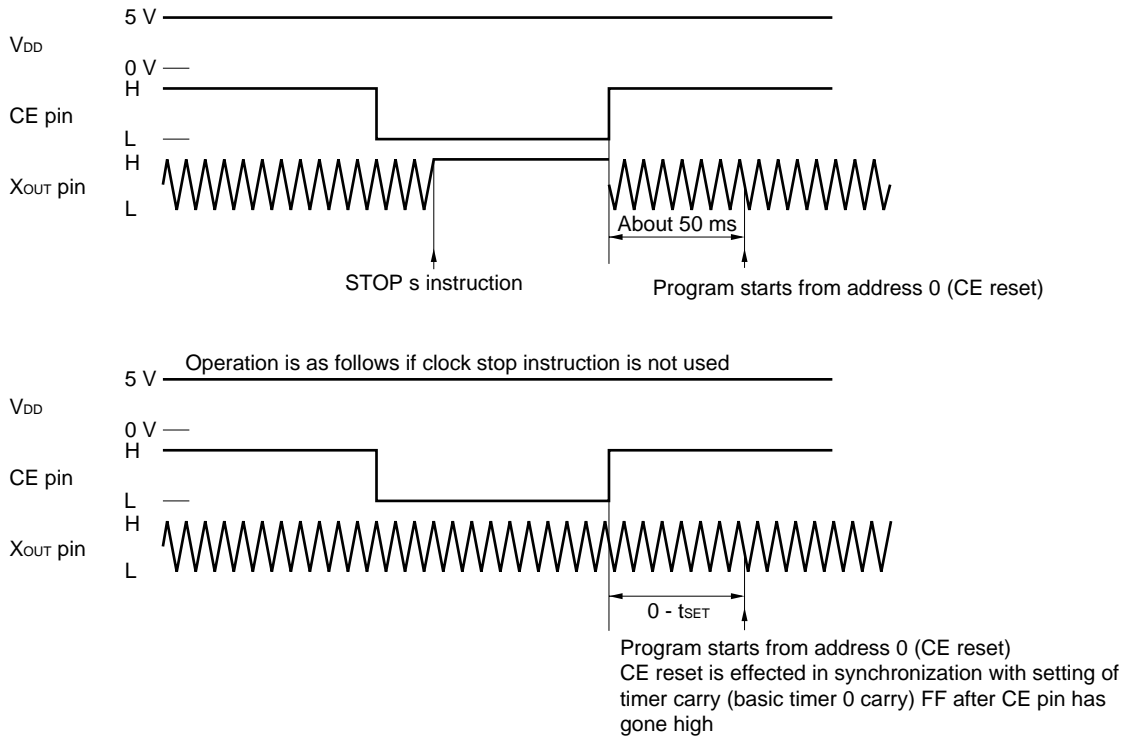 5 V
VDD
0 V
H
CE pin
L
H
XOUT pin
L
About 50 ms
STOP s instruction
Program starts from address 0 (CE reset)
Operation is as follows if clock stop instruction is not used
5 V
VDD
0 V
H
CE pin
L
H
XOUT pin
L
0 - tSET
Program starts from address 0 (CE reset)
CE reset is effected in synchronization with setting of
timer carry (basic timer 0 carry) FF after CE pin has
gone high